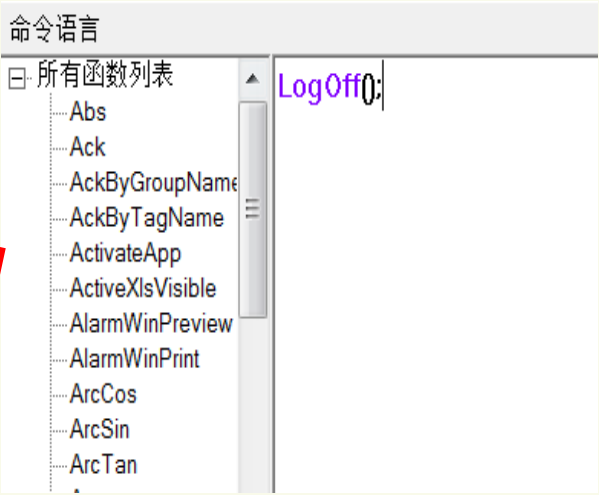 命令语言
所有函数列表
Abs
Ack
AckByGroupName
AckByTagName
ActivateApp
ActiveXlsVisible
AlarmWinPreview
AlarmWinPrint
ArcCos
ArcSin
ArcTan
LogOff();